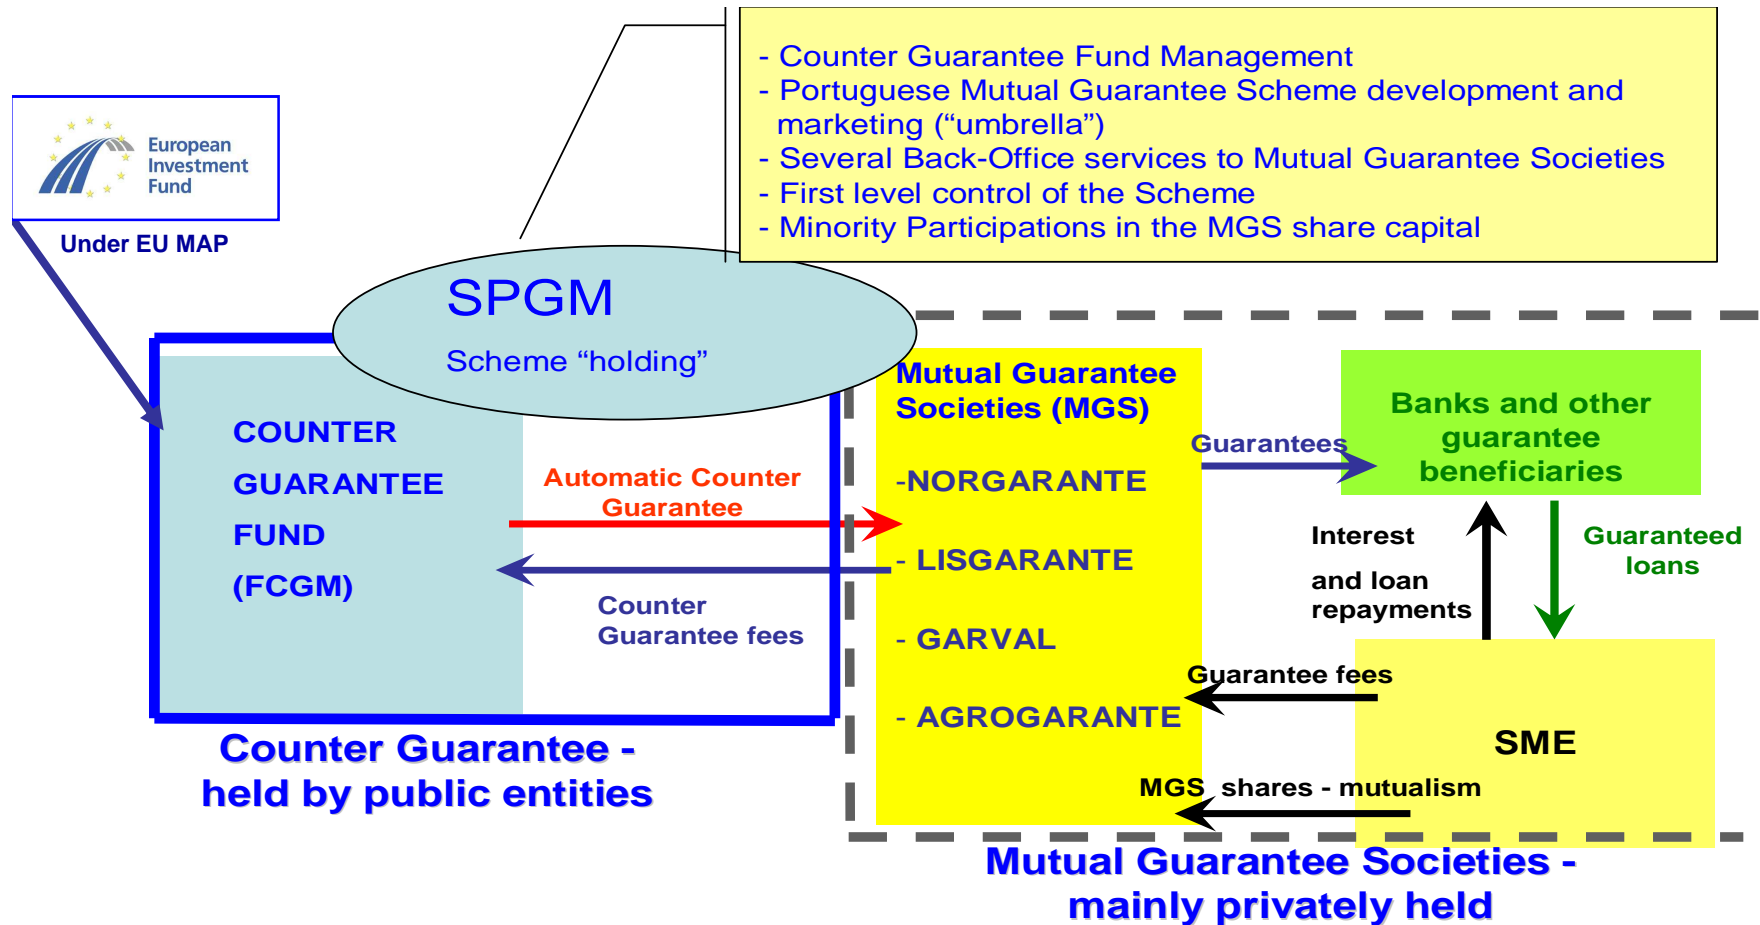 - Counter Guarantee Fund Management
- Portuguese Mutual Guarantee Scheme development and
marketing (“umbrella”)
- Several Back-Office services to Mutual Guarantee Societies
- First level control of the Scheme
- Minority Participations in the MGS share capital
European
Investment
Fund
Under EU MAP
SPGM
Scheme “holding”
COUNTER
GUARANTEE
FUND
(FCGM)
Automatic Counter
Guarantee
Counter
Guarantee fees
Counter Guarantee -
held by public entities
Mutual Guarantee
Societies (MGS)
-NORGARANTE
- LISGARANTE
- GARVAL
- AGROGARANTE
Guarantees
Banks and other
guarantee
beneficiaries
Interest
and loan
repayments
Guaranteed
loans
Guarantee fees
SME
MGS shares - mutualism
Mutual Guarantee Societies -
mainly privately held